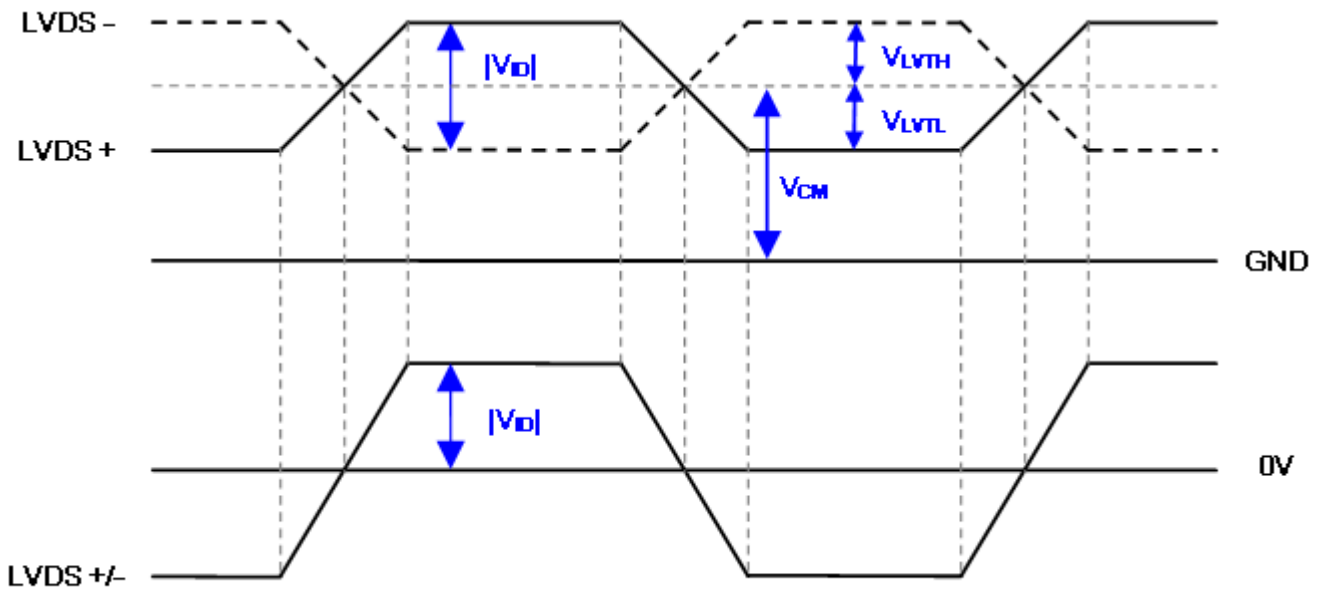 LVDS –
|VID|
VLVTH
VLVTL
LVDS +
VCM
GND
|VID|
0V
LVDS +/–